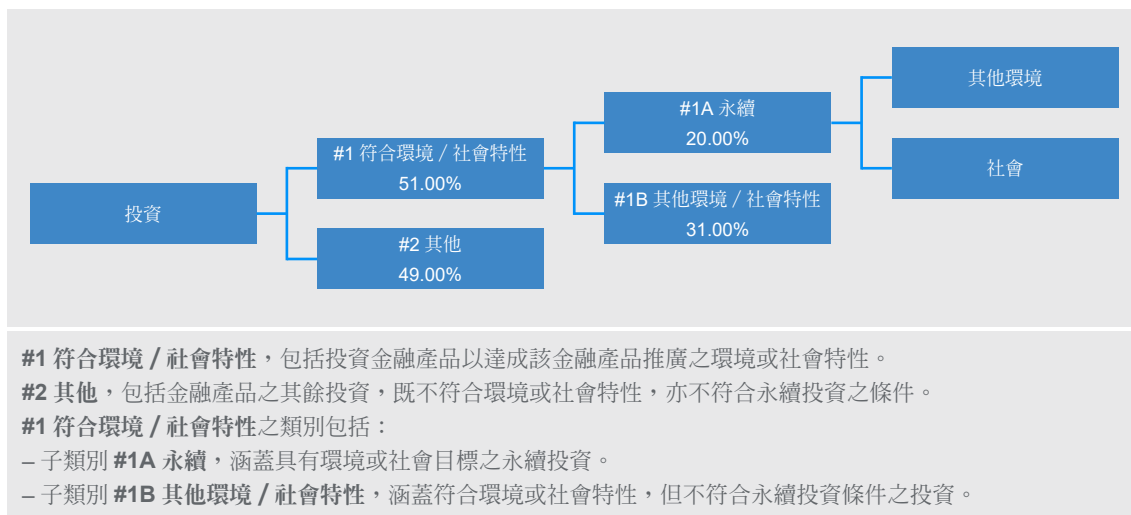 投資
#1 符合環境 / 社會特性
51.00%
#2 其他
49.00%
#1A 永續
20.00%
#1B 其他環境 / 社會特性
31.00%
其他環境
社會
#1 符合環境 / 社會特性，包括投資金融產品以達成該金融產品推廣之環境或社會特性。
#2 其他，包括金融產品之其餘投資，既不符合環境或社會特性，亦不符合永續投資之條件。
#1 符合環境 / 社會特性之類別包括：
– 子類別 #1A 永續，涵蓋具有環境或社會目標之永續投資。
– 子類別 #1B 其他環境 / 社會特性，涵蓋符合環境或社會特性，但不符合永續投資條件之投資。